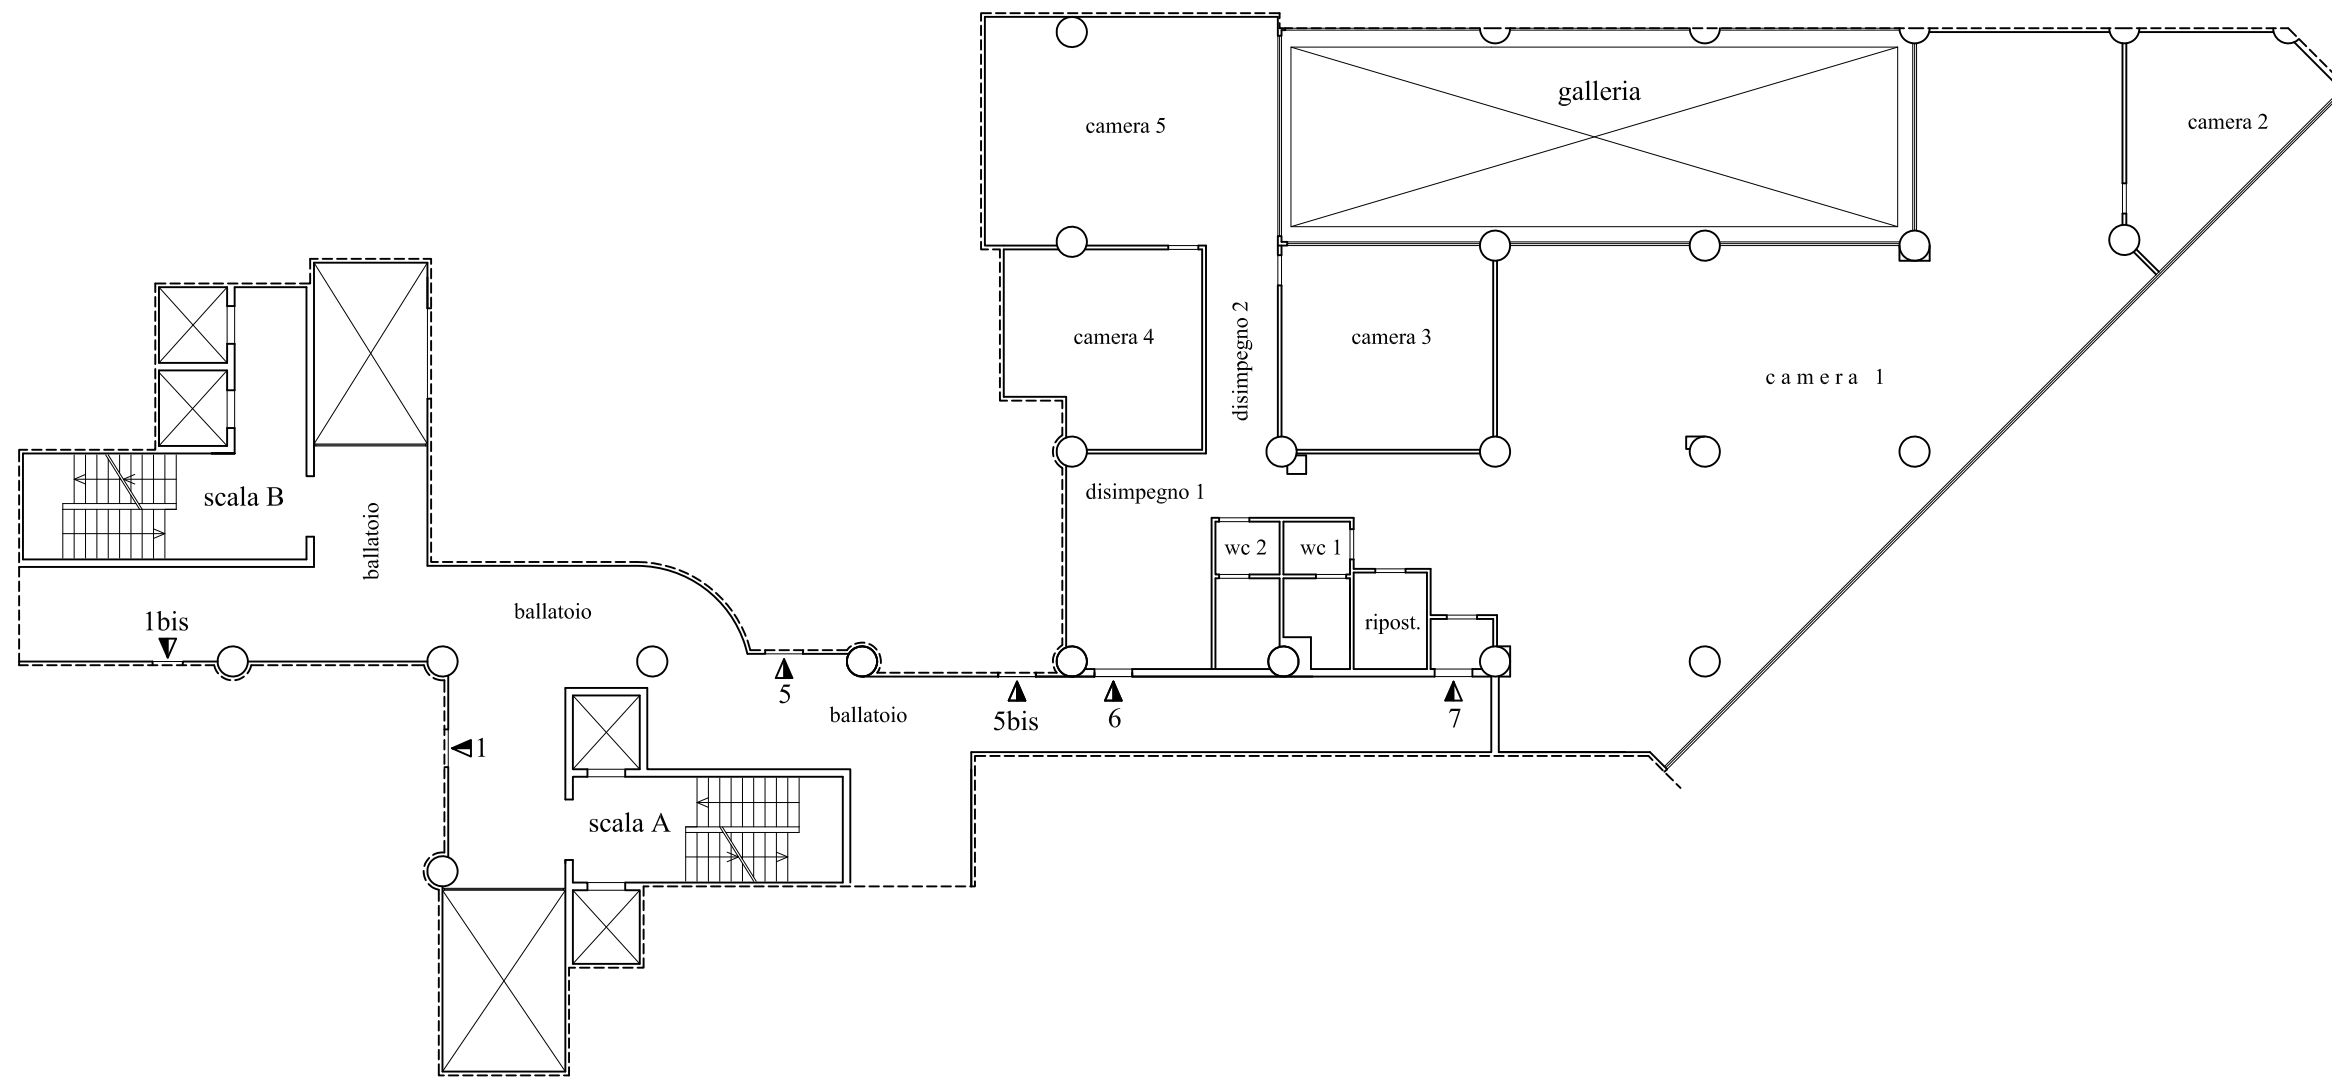 galleria
camera 5
camera 2
camera 4
disimpegno 2
camera 3
camera 1
scala B
disimpegno 1
ballatoio
wc 2
wc 1
ballatoio
1bis
ripost.
5
ballatoio
5bis
6
7
1
scala A